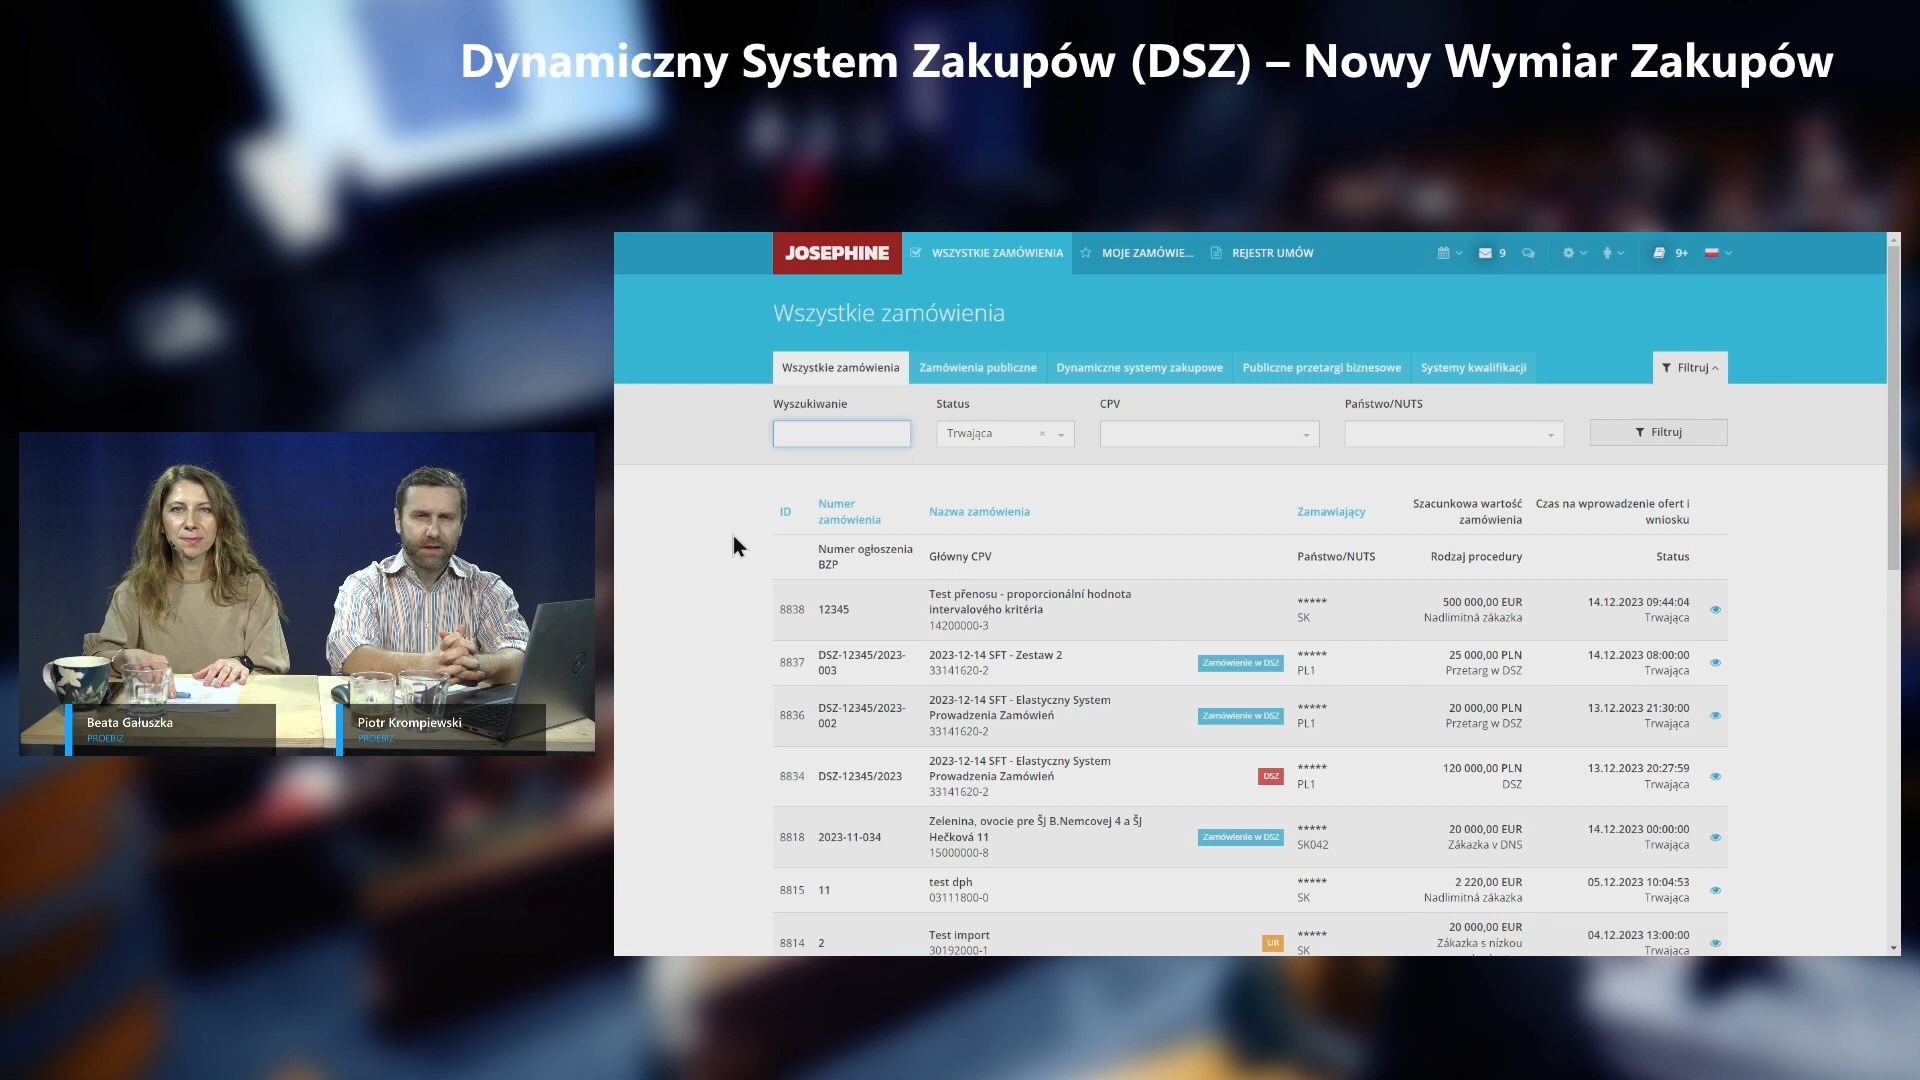 Dynamiczny System Zakupów (DSZ) – Nowy Wymiar Zakupów
JOSEPHINE
WSZYSTKIE ZAMÓWIENIA
MOJE ZAMÓWIE...
REJESTR UMÓW
9
9+
Wszystkie zamówienia
Wszystkie zamówienia
Zamówienia publiczne
Dynamiczne systemy zakupowe
Publiczne przetargi biznesowe
Systemy kwalifikacji
Filtruj
Wyszukiwanie
Status
CPV
Państwo/NUTS
Trwająca ×
Filtruj
ID
Numer
zamówienia
Nazwa zamówienia
Zamawiający
Szacunkowa wartość
zamówienia
Czas na wprowadzenie ofert i
wniosku
Numer ogłoszenia
BZP
Główny CPV
Państwo/NUTS
Rodzaj procedury
Status
8838
12345
Test přenosu - proporcionální hodnota
intervalového kritéria
14200000-3
*****
SK
500 000,00 EUR
Nadlimitná zákazka
14.12.2023 09:44:04
Trwająca
8837
DSZ-12345/2023-
003
2023-12-14 SFT - Zestaw 2
33141620-2
Zamówienie w DSZ
*****
PL1
25 000,00 PLN
Przetarg w DSZ
14.12.2023 08:00:00
Trwająca
8836
DSZ-12345/2023-
002
2023-12-14 SFT - Elastyczny System
Prowadzenia Zamówień
33141620-2
Zamówienie w DSZ
*****
PL1
20 000,00 PLN
Przetarg w DSZ
13.12.2023 21:30:00
Trwająca
8834
DSZ-12345/2023
2023-12-14 SFT - Elastyczny System
Prowadzenia Zamówień
33141620-2
DSZ
*****
PL1
120 000,00 PLN
DSZ
13.12.2023 20:27:59
Trwająca
8818
2023-11-034
Zelenina, ovocie pre ŠJ B.Nemcovej 4 a ŠJ
Hečková 11
15000000-8
Zamówienie w DSZ
*****
SK042
20 000,00 EUR
Zákazka v DNS
14.12.2023 00:00:00
Trwająca
8815
11
test dph
03111800-0
*****
SK
2 220,00 EUR
Nadlimitná zákazka
05.12.2023 10:04:53
Trwająca
8814
2
Test import
30192000-1
UR
*****
SK
20 000,00 EUR
Zákazka s nízkou
04.12.2023 13:00:00
Trwająca
Beata Gałuszka
PROEBIZ
Piotr Krompiewski
PROEBIZ